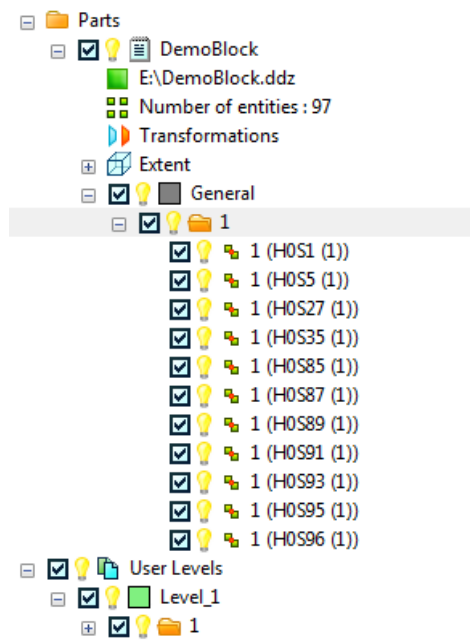 Parts
DemoBlock
E:\DemoBlock.ddz
Number of entities : 97
Transformations
Extent
General
1
1 (H0S1 (1))
1 (H0S5 (1))
1 (H0S27 (1))
1 (H0S35 (1))
1 (H0S85 (1))
1 (H0S87 (1))
1 (H0S89 (1))
1 (H0S91 (1))
1 (H0S93 (1))
1 (H0S95 (1))
1 (H0S96 (1))
User Levels
Level_1
1